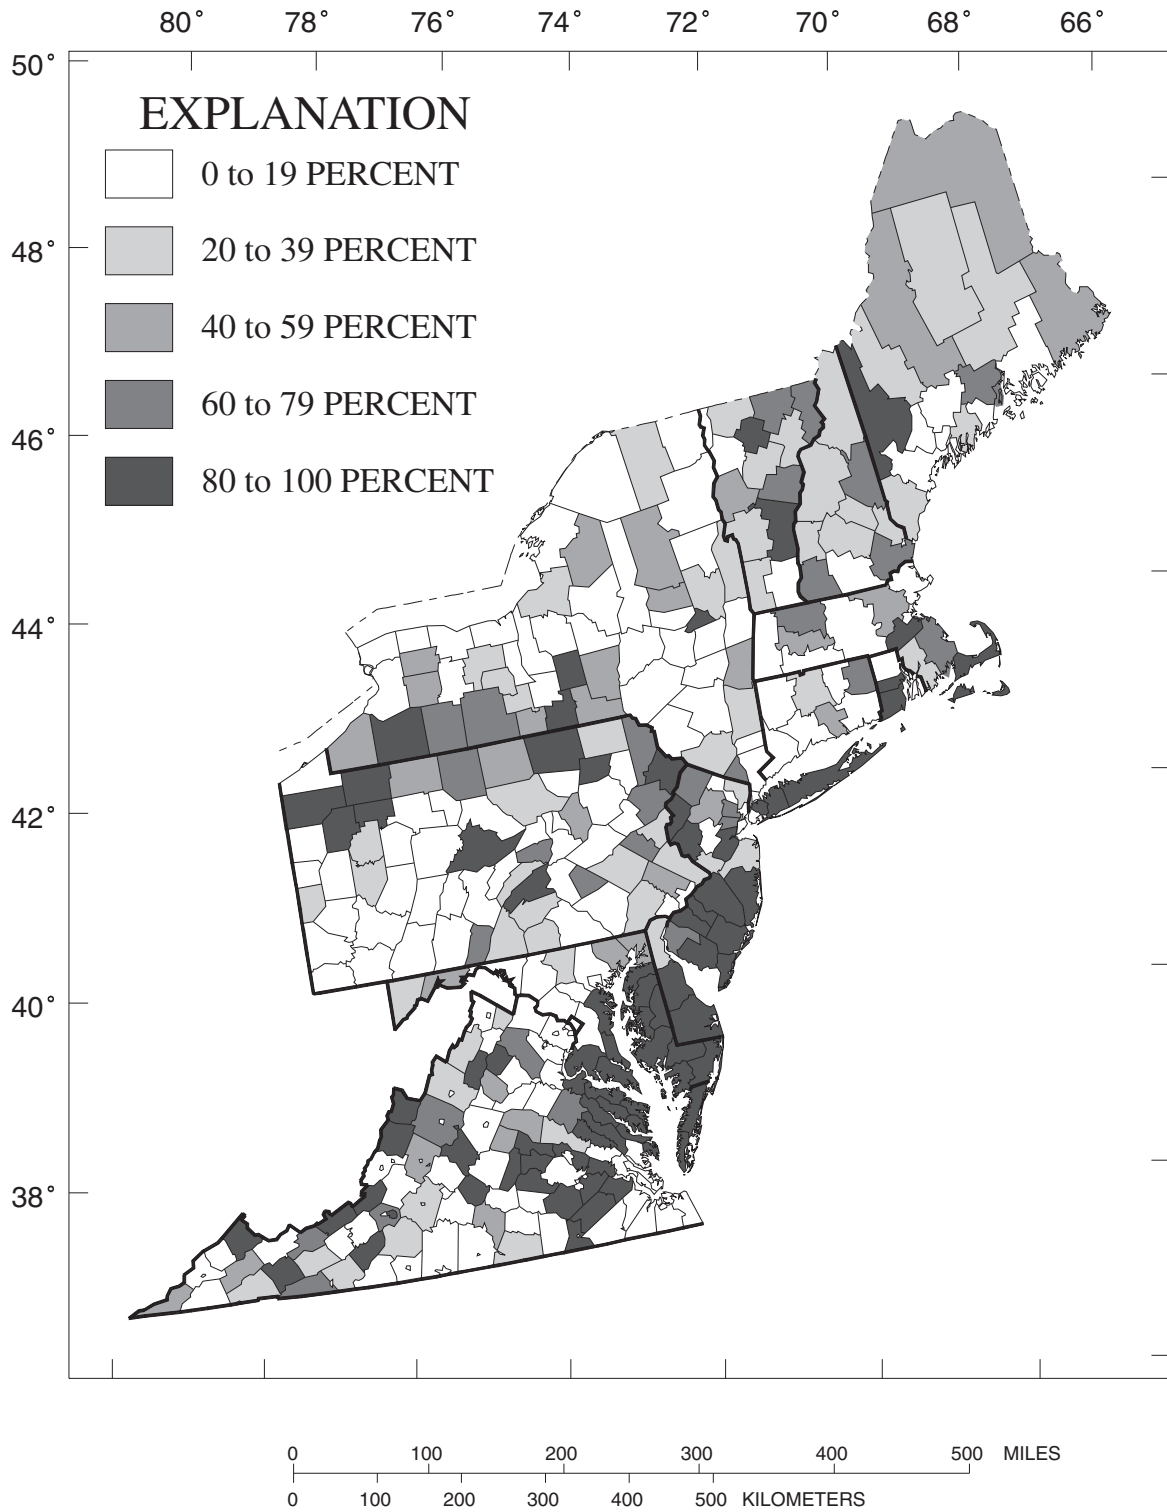 80° 78° 76° 74° 72° 70° 68° 66°
50°
EXPLANATION
0 to 19 PERCENT
20 to 39 PERCENT
48°
40 to 59 PERCENT
60 to 79 PERCENT
46°
80 to 100 PERCENT
44°
42°
40°
38°
0 100 200 300 400 500 MILES
0 100 200 300 400 500 KILOMETERS